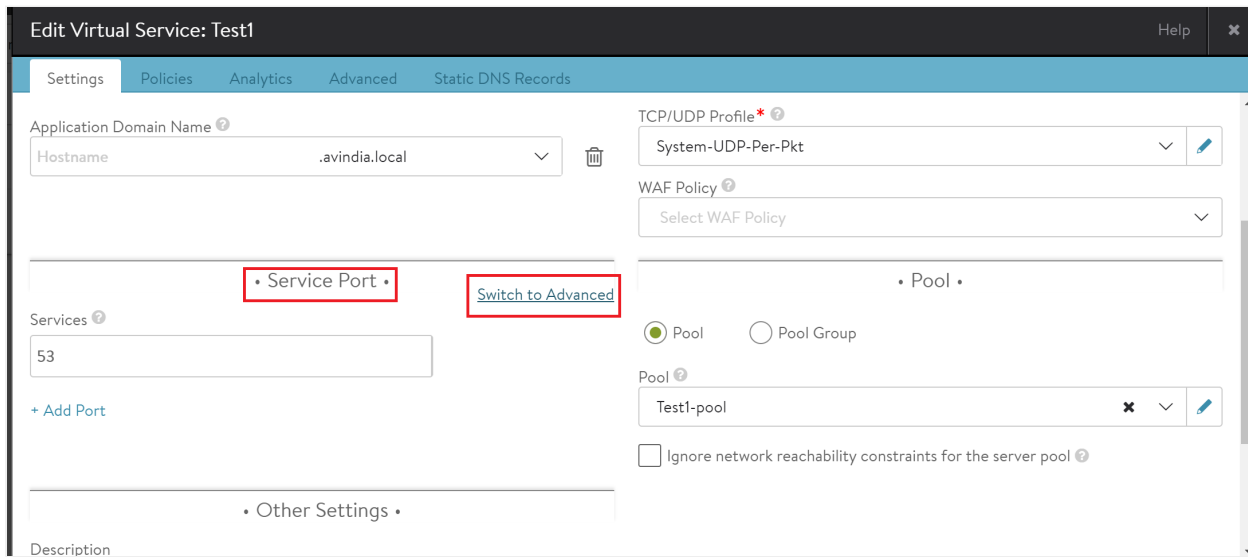 Edit Virtual Service: Test1
Help
Settings Policies Analytics Advanced Static DNS Records
Application Domain Name
Hostname .avindia.local
TCP/UDP Profile*
System-UDP-Per-Pkt
WAF Policy
Select WAF Policy
• Service Port •
Switch to Advanced
Services
53
+ Add Port
• Pool •
Pool Pool Group
Pool
Test1-pool
Ignore network reachability constraints for the server pool
• Other Settings •
Description